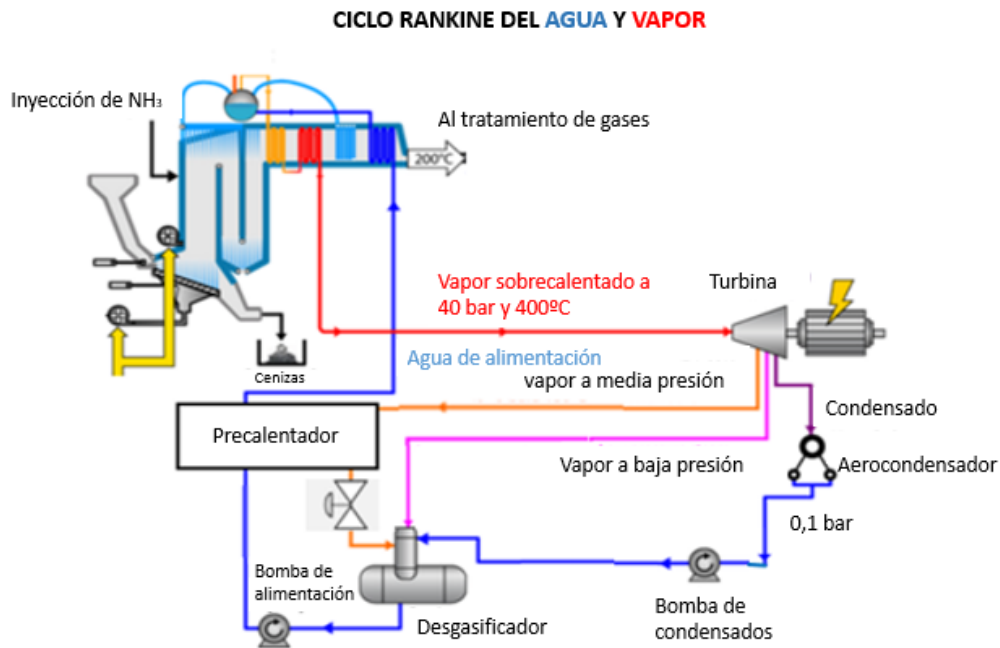 CICLO RANKINE DEL AGUA Y VAPOR
Inyección de NH₃
Al tratamiento de gases
200°C
Vapor sobrecalentado a
40 bar y 400ºC
Turbina
Cenizas
Agua de alimentación
vapor a media presión
Condensado
Precalentador
Vapor a baja presión
Aerocondensador
0,1 bar
Bomba de
alimentación
Desgasificador
Bomba de
condensados